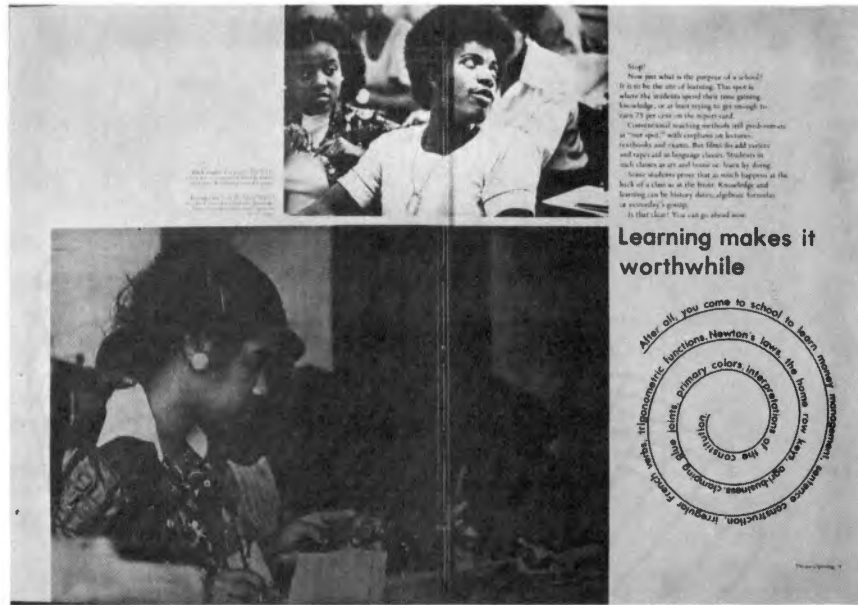 Stop!
Now just what is the purpose of a school?
It is to be the site of learning. This spot is
where the students spend their time gaining
knowledge, or at least trying to get enough to
earn 75 per cent on the report card.
Conventional teaching methods still predominate
at "our spot," with emphasis on lectures,
textbooks and exams. But films do add variety
and tapes aid in language classes. Students in
such classes as art and home ec learn by doing.
Some students prove that as much happens at the
back of a class as at the front. Knowledge and
learning can be history dates, algebraic formulas
or yesterday's gossip.
Is that clear? You can go ahead now.
Learning makes it
worthwhile
After all, you come to school to learn money management, sentence construction, irregular French verbs, trigonometric functions, Newton's laws, the home row keys, agri-business, clamping glue joints, primary colors, interpretations of the constitution.